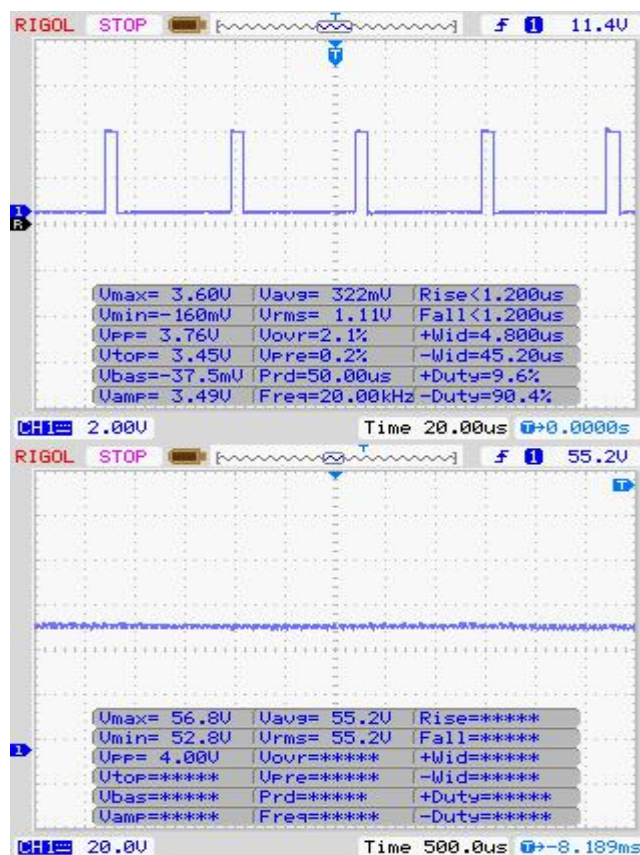 RIGOL STOP T f 1 11.4V
T
1
R
Vmax= 3.60V Vavg= 322mV Rise<1.200us
Vmin=-160mV Vrms= 1.11V Fall<1.200us
Vpp= 3.76V Vovr=2.1% +Wid=4.800us
Vtop= 3.45V Vpre=0.2% -Wid=45.20us
Vbas=-37.5mV Prd=50.00us +Duty=9.6%
Vamp= 3.49V Freq=20.00kHz -Duty=90.4%
CH1 2.00V Time 20.00us T→0.0000s
RIGOL STOP T f 1 55.2V
T
Vmax= 56.8V Vavg= 55.2V Rise=*****
Vmin= 52.8V Vrms= 55.2V Fall=*****
1
Vpp= 4.00V Vovr=***** +Wid=*****
Vtop=***** Vpre=***** -Wid=*****
Vbas=***** Prd=***** +Duty=*****
Vamp=***** Freq=***** -Duty=*****
CH1 20.0V Time 500.0us T→-8.189ms